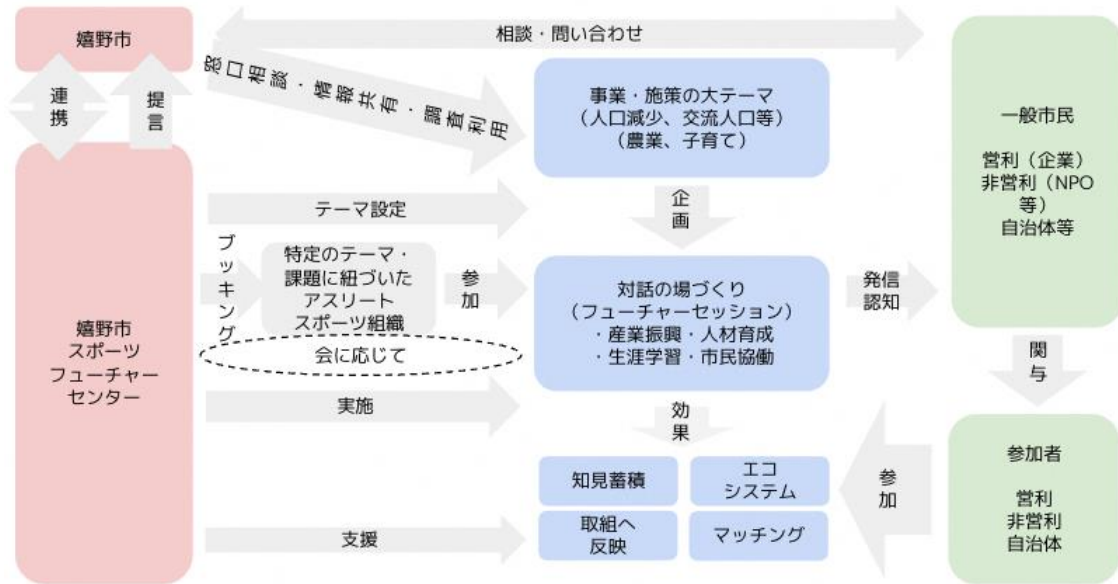 嬉野市
相談・問い合わせ
窓口相談・情報共有・調査利用
連携
提言
事業・施策の大テーマ
（人口減少、交流人口等）
（農業、子育て）
一般市民
営利（企業）
非営利（NPO
等）
自治体等
テーマ設定
企画
ブッキング
特定のテーマ・
課題に紐づいた
アスリート
スポーツ組織
参加
対話の場づくり
（フューチャーセッション）
・産業振興・人材育成
・生涯学習・市民協働
発信
認知
嬉野市
スポーツ
フューチャー
センター
会に応じて
関与
実施
効果
参加者
営利
非営利
自治体
参加
知見蓄積
エコ
システム
取組へ
反映
マッチング
支援